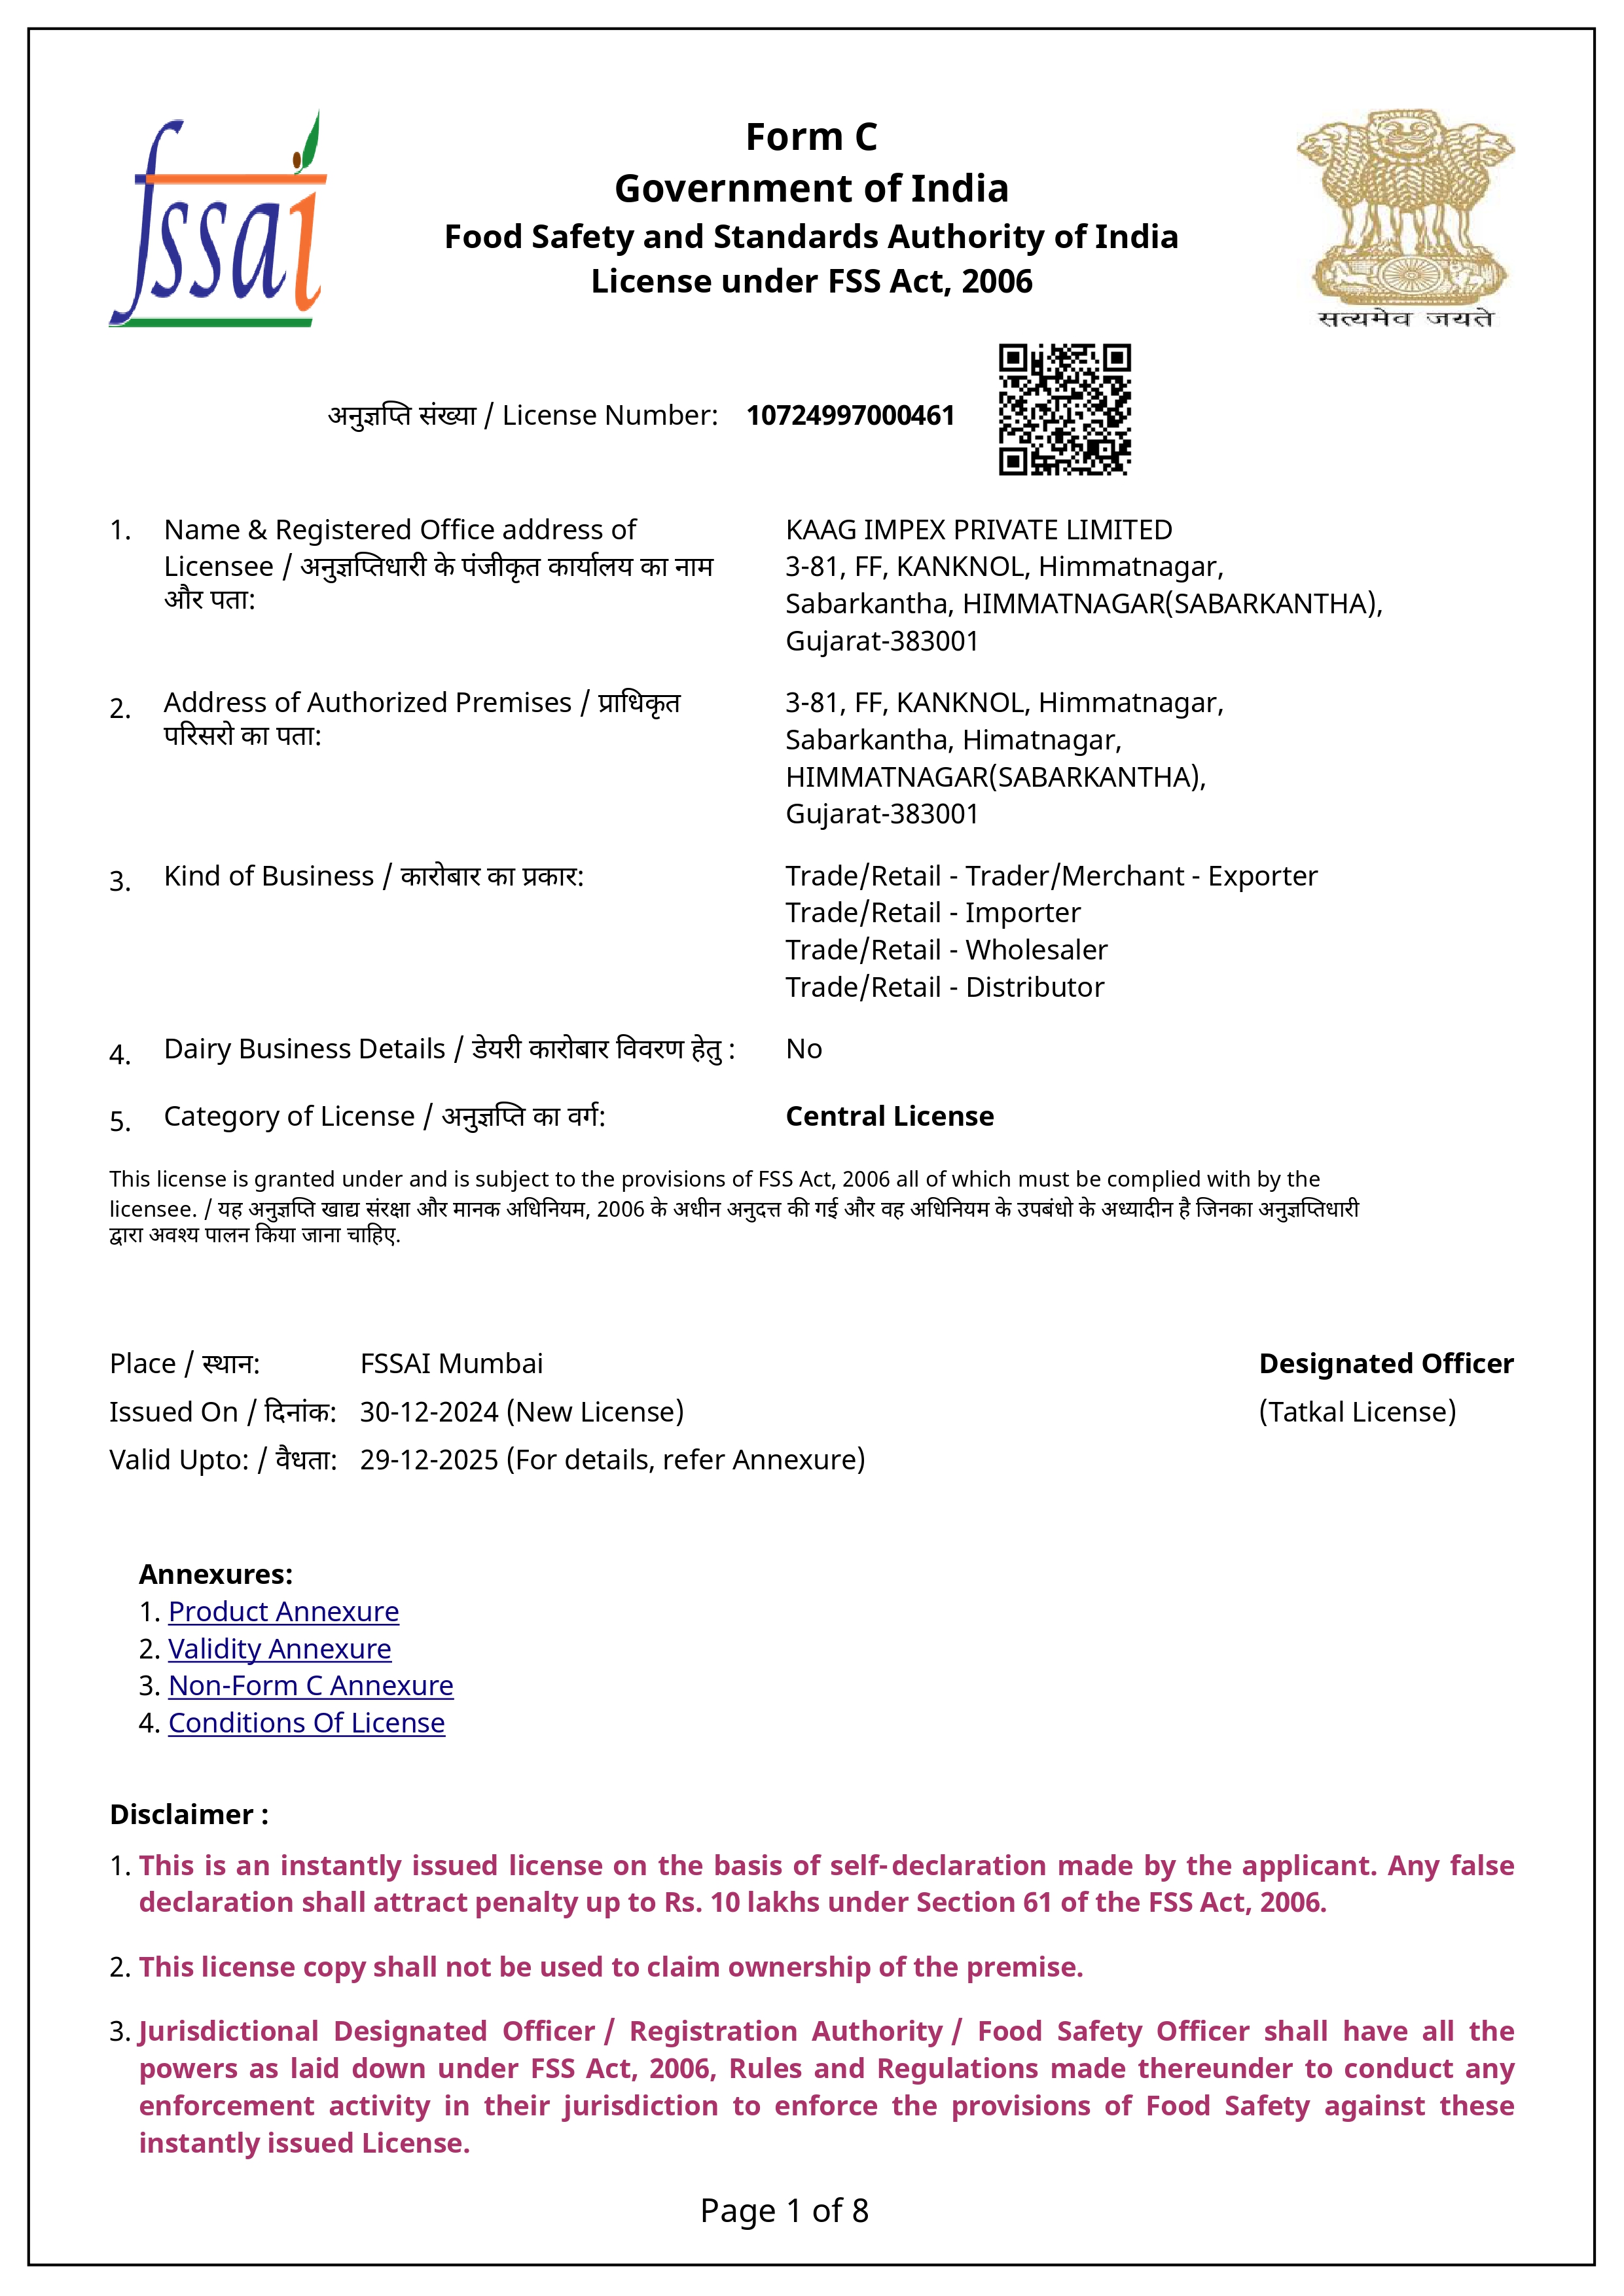 fssai
Form C
Government of India
Food Safety and Standards Authority of India
License under FSS Act, 2006
सत्यमेव जयते
अनुज्ञप्ति संख्या / License Number: 10724997000461
1. Name & Registered Office address of
Licensee / अनुज्ञप्तिधारी के पंजीकृत कार्यालय का नाम
और पता:
KAAG IMPEX PRIVATE LIMITED
3-81, FF, KANKNOL, Himmatnagar,
Sabarkantha, HIMMATNAGAR(SABARKANTHA),
Gujarat-383001
2. Address of Authorized Premises / प्राधिकृत
परिसरो का पता:
3-81, FF, KANKNOL, Himmatnagar,
Sabarkantha, Himatnagar,
HIMMATNAGAR(SABARKANTHA),
Gujarat-383001
3. Kind of Business / कारोबार का प्रकार:
Trade/Retail - Trader/Merchant - Exporter
Trade/Retail - Importer
Trade/Retail - Wholesaler
Trade/Retail - Distributor
4. Dairy Business Details / डेयरी कारोबार विवरण हेतु : No
5. Category of License / अनुज्ञप्ति का वर्ग: Central License
This license is granted under and is subject to the provisions of FSS Act, 2006 all of which must be complied with by the
licensee. / यह अनुज्ञप्ति खाद्य संरक्षा और मानक अधिनियम, 2006 के अधीन अनुदत्त की गई और वह अधिनियम के उपबंधो के अध्यादीन है जिनका अनुज्ञप्तिधारी
द्वारा अवश्य पालन किया जाना चाहिए.
Place / स्थान: FSSAI Mumbai Designated Officer
Issued On / दिनांक: 30-12-2024 (New License) (Tatkal License)
Valid Upto: / वैधता: 29-12-2025 (For details, refer Annexure)
Annexures:
1. Product Annexure
2. Validity Annexure
3. Non-Form C Annexure
4. Conditions Of License
Disclaimer :
1. This is an instantly issued license on the basis of self-declaration made by the applicant. Any false
declaration shall attract penalty up to Rs. 10 lakhs under Section 61 of the FSS Act, 2006.
2. This license copy shall not be used to claim ownership of the premise.
3. Jurisdictional Designated Officer / Registration Authority / Food Safety Officer shall have all the
powers as laid down under FSS Act, 2006, Rules and Regulations made thereunder to conduct any
enforcement activity in their jurisdiction to enforce the provisions of Food Safety against these
instantly issued License.
Page 1 of 8